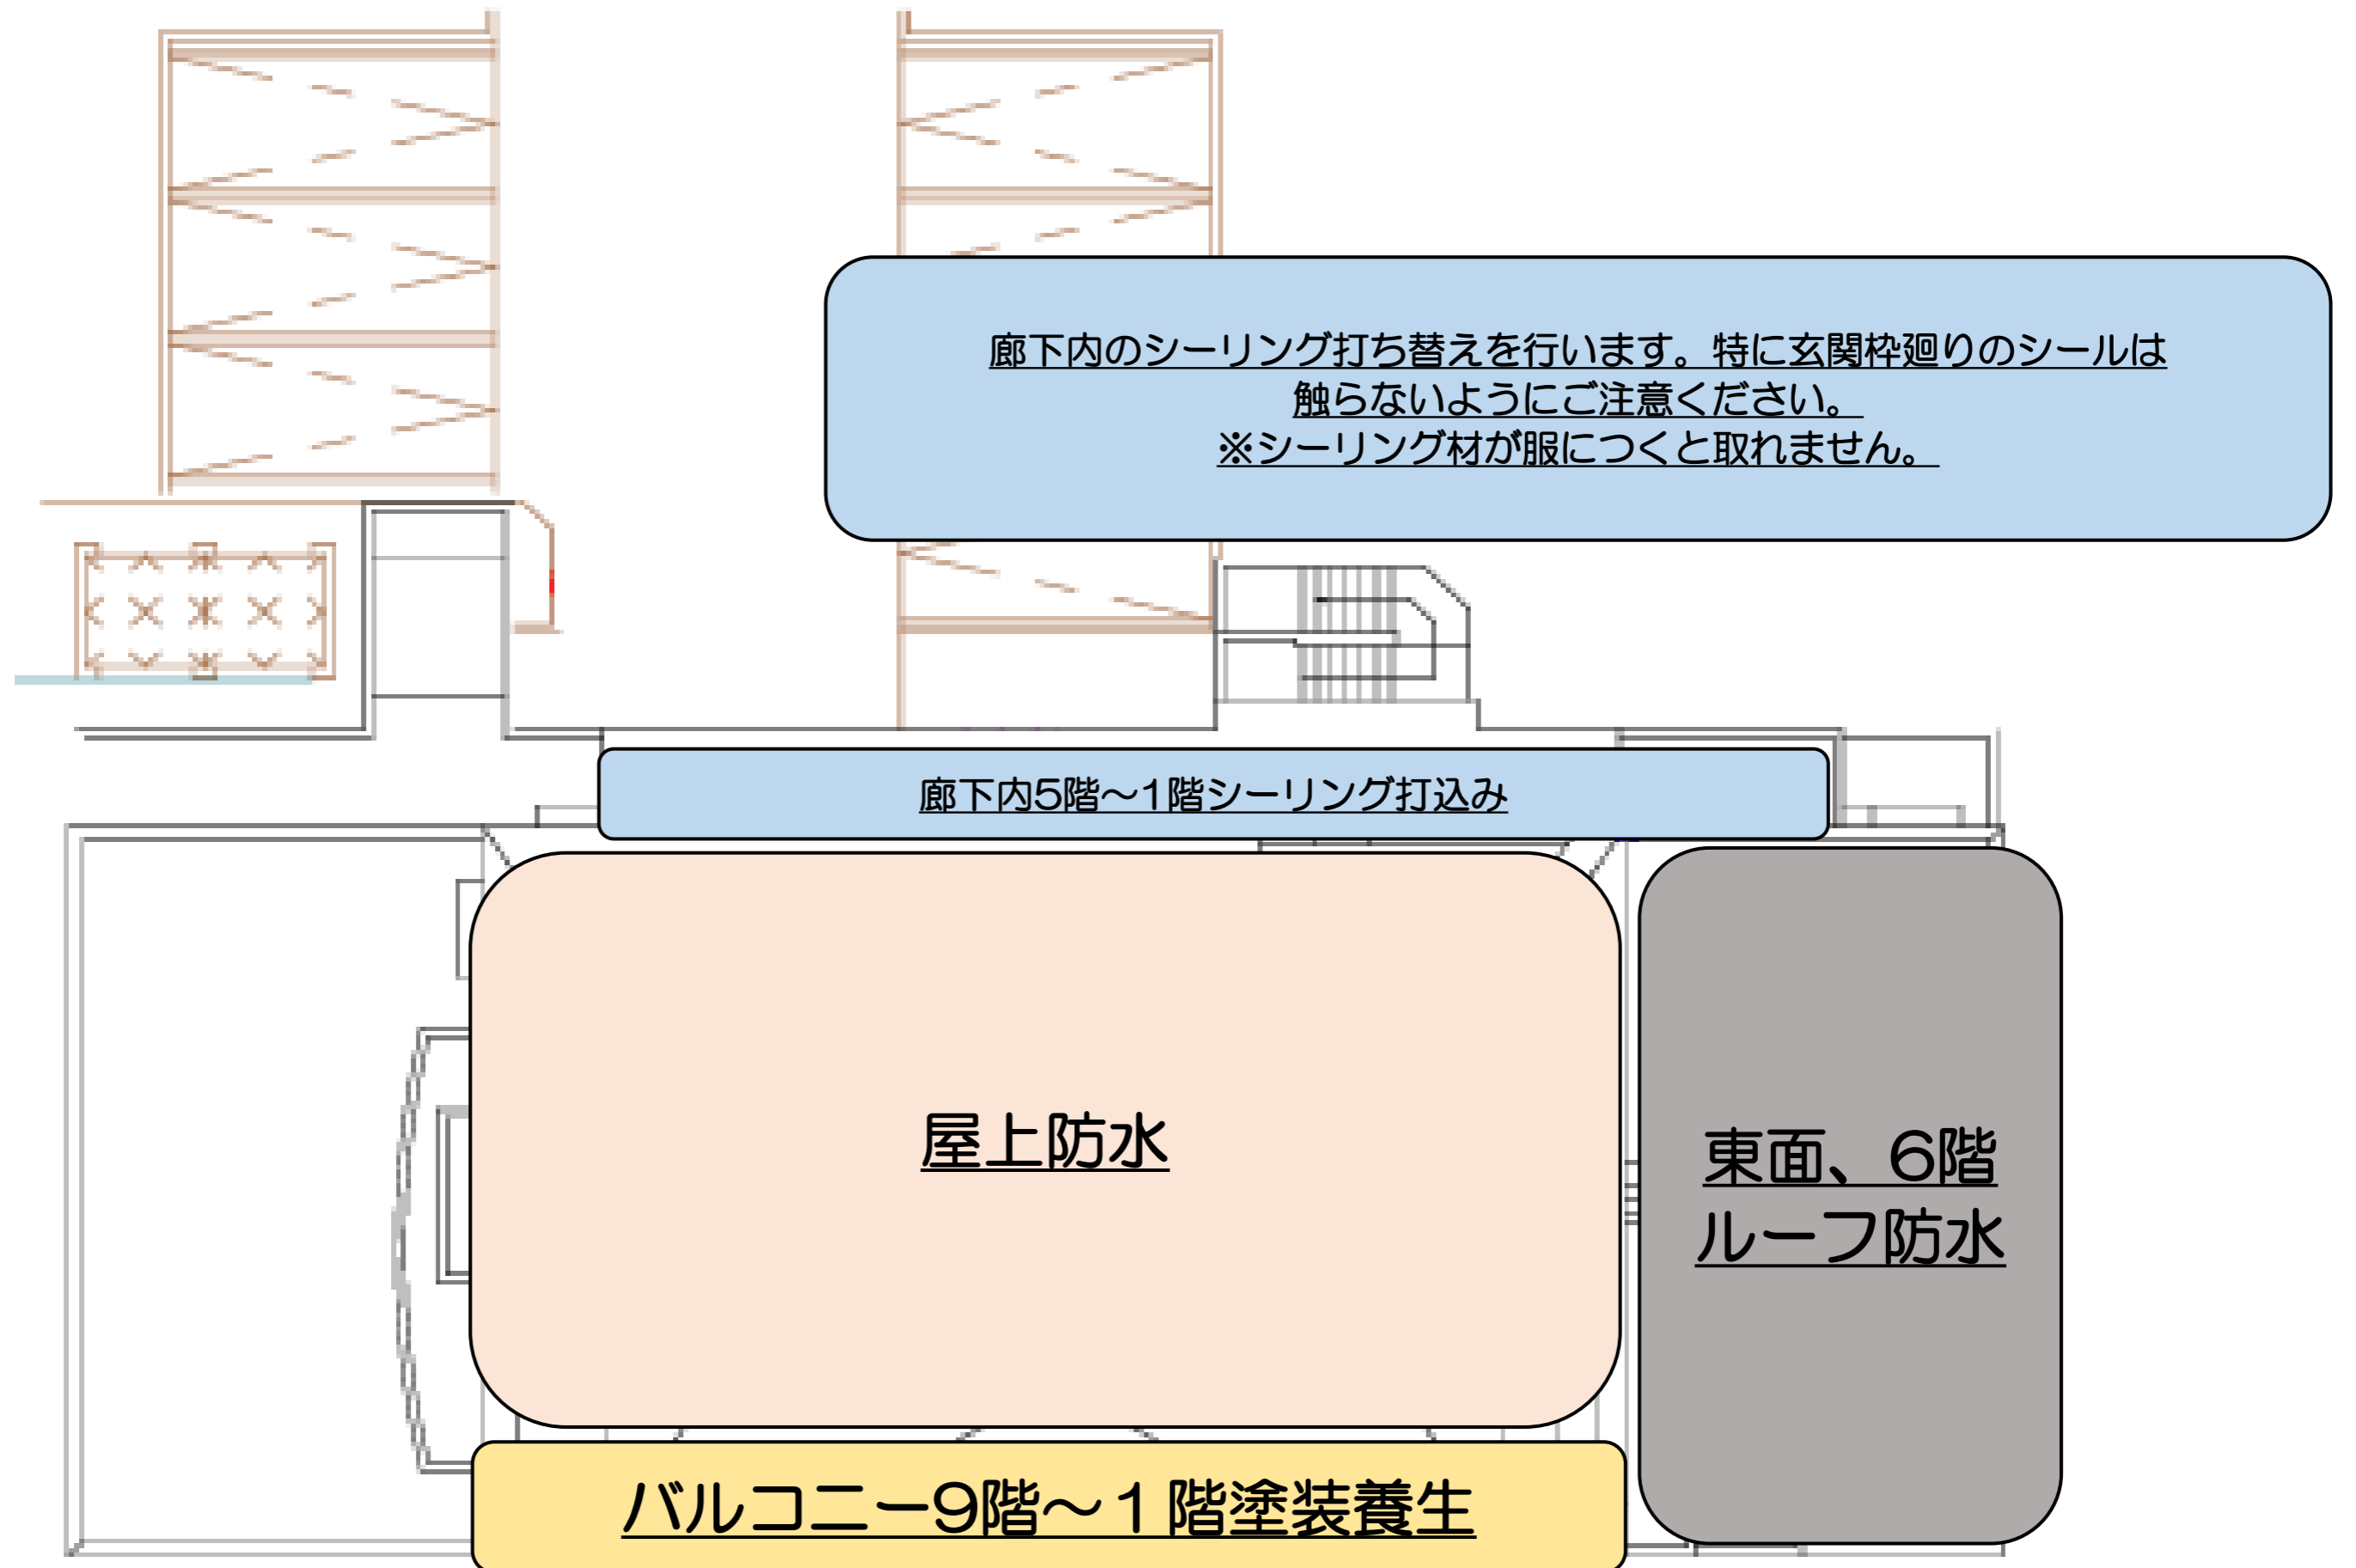 廊下内のシーリング打ち替えを行います。特に玄関枠廻りのシールは
触らないようにご注意ください。
※シーリング材が服につくと取れません。
廊下内5階～1階シーリング打込み
屋上防水
東面、6階
ルーフ防水
バルコニー9階～1階塗装養生